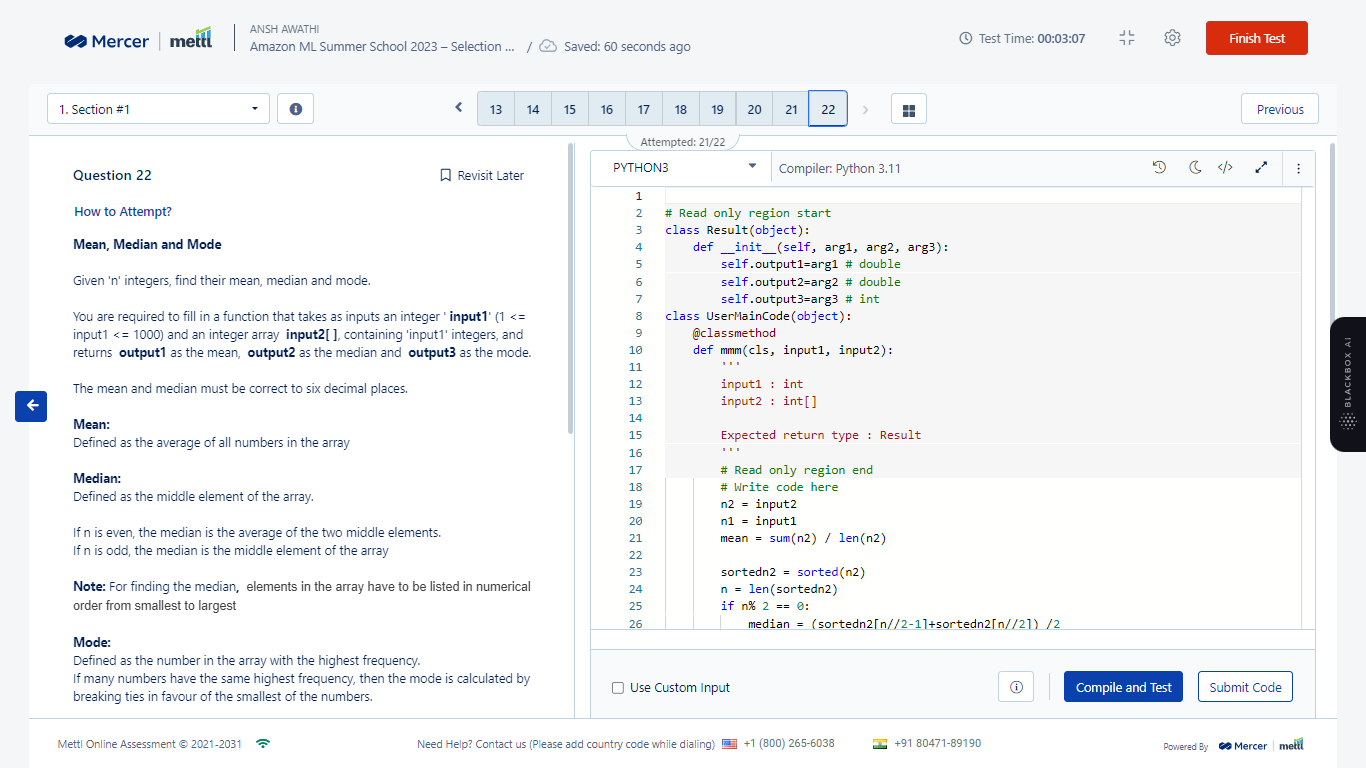 Mercer mettl
ANSH AWATHI
Amazon ML Summer School 2023 – Selection ... / Saved: 60 seconds ago
Test Time: 00:03:07
Finish Test
1. Section #1
13 14 15 16 17 18 19 20 21 22
Previous
Attempted: 21/22
Question 22
Revisit Later
How to Attempt?
Mean, Median and Mode
Given 'n' integers, find their mean, median and mode.
You are required to fill in a function that takes as inputs an integer ' input1' (1 <=
input1 <= 1000) and an integer array input2[ ], containing 'input1' integers, and
returns output1 as the mean, output2 as the median and output3 as the mode.
The mean and median must be correct to six decimal places.
Mean:
Defined as the average of all numbers in the array
Median:
Defined as the middle element of the array.
If n is even, the median is the average of the two middle elements.
If n is odd, the median is the middle element of the array
Note: For finding the median, elements in the array have to be listed in numerical
order from smallest to largest
Mode:
Defined as the number in the array with the highest frequency.
If many numbers have the same highest frequency, then the mode is calculated by
breaking ties in favour of the smallest of the numbers.
PYTHON3
Compiler: Python 3.11
1
2 # Read only region start
3 class Result(object):
4 def __init__(self, arg1, arg2, arg3):
5 self.output1=arg1 # double
6 self.output2=arg2 # double
7 self.output3=arg3 # int
8 class UserMainCode(object):
9 @classmethod
10 def mmm(cls, input1, input2):
11 '''
12 input1 : int
13 input2 : int[]
14
15 Expected return type : Result
16 '''
17 # Read only region end
18 # Write code here
19 n2 = input2
20 n1 = input1
21 mean = sum(n2) / len(n2)
22
23 sortedn2 = sorted(n2)
24 n = len(sortedn2)
25 if n% 2 == 0:
26 median = (sortedn2[n//2-1]+sortedn2[n//2]) /2
Use Custom Input
Compile and Test
Submit Code
BLACKBOX AI
Mettl Online Assessment © 2021-2031
Need Help? Contact us (Please add country code while dialing) +1 (800) 265-6038 +91 80471-89190
Powered By Mercer mettl